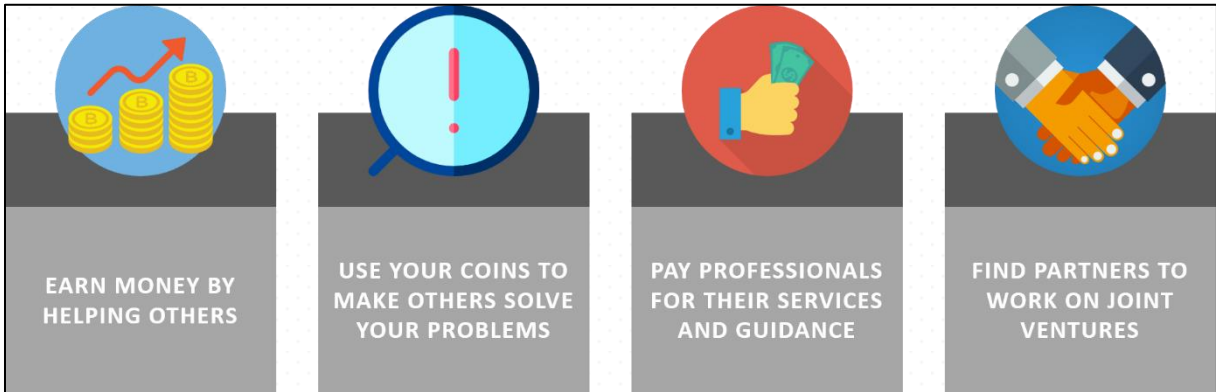 EARN MONEY BY
HELPING OTHERS
USE YOUR COINS TO
MAKE OTHERS SOLVE
YOUR PROBLEMS
PAY PROFESSIONALS
FOR THEIR SERVICES
AND GUIDANCE
FIND PARTNERS TO
WORK ON JOINT
VENTURES